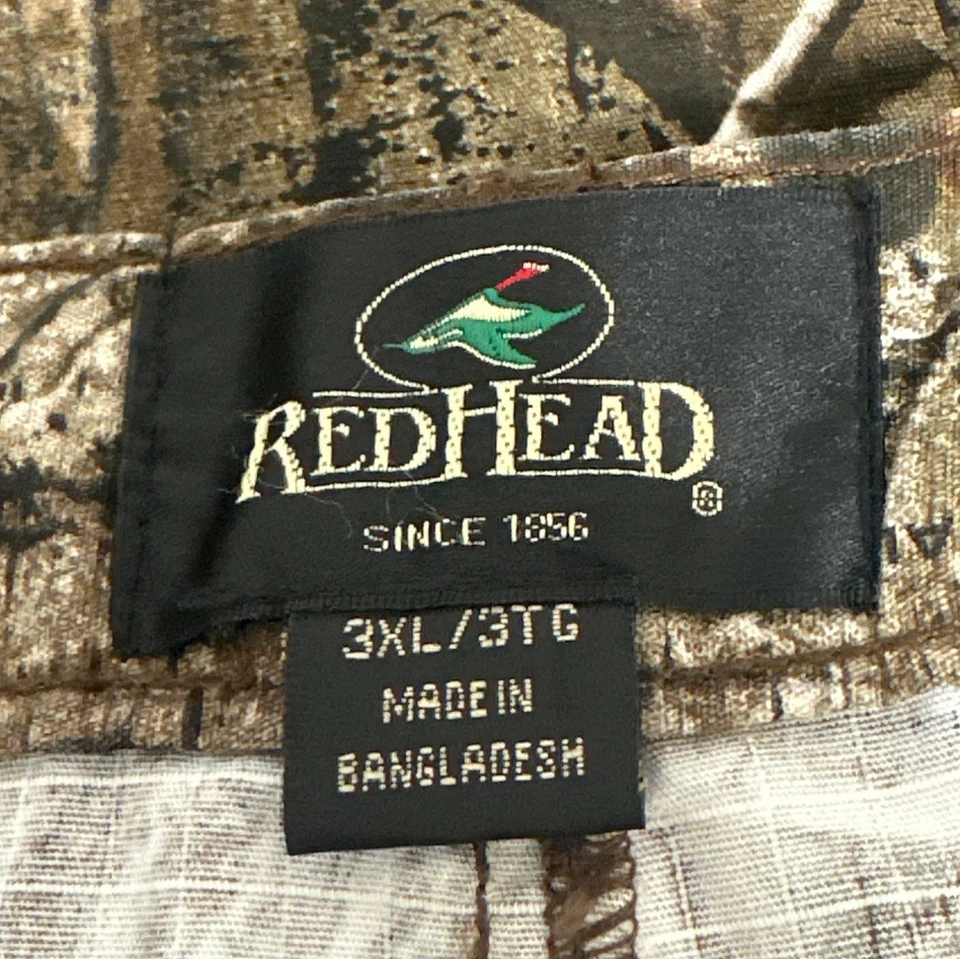 REDHEAD®
SINCE 1856
3XL/3TG
MADE IN
BANGLADESH